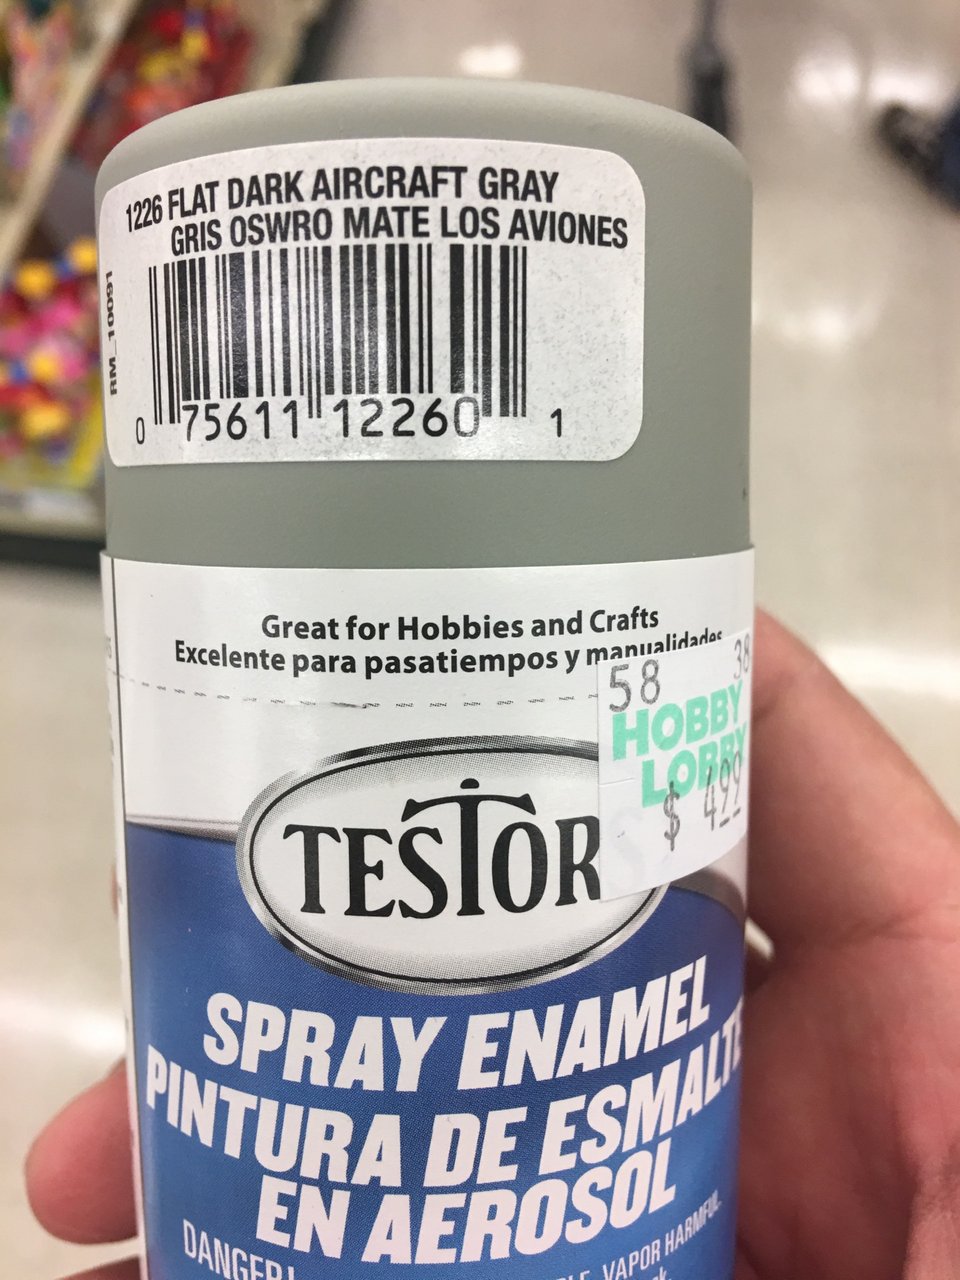 1226 FLAT DARK AIRCRAFT GRAY
GRIS OSWRO MATE LOS AVIONES
RM_10091
0 75611 12260 1
Great for Hobbies and Crafts
Excelente para pasatiempos y manualidades
58 38
HOBBY
LOBBY
$ 4.99
TESTOR
SPRAY ENAMEL
PINTURA DE ESMALTE
EN AEROSOL
DANGER! VAPOR HARMFUL.